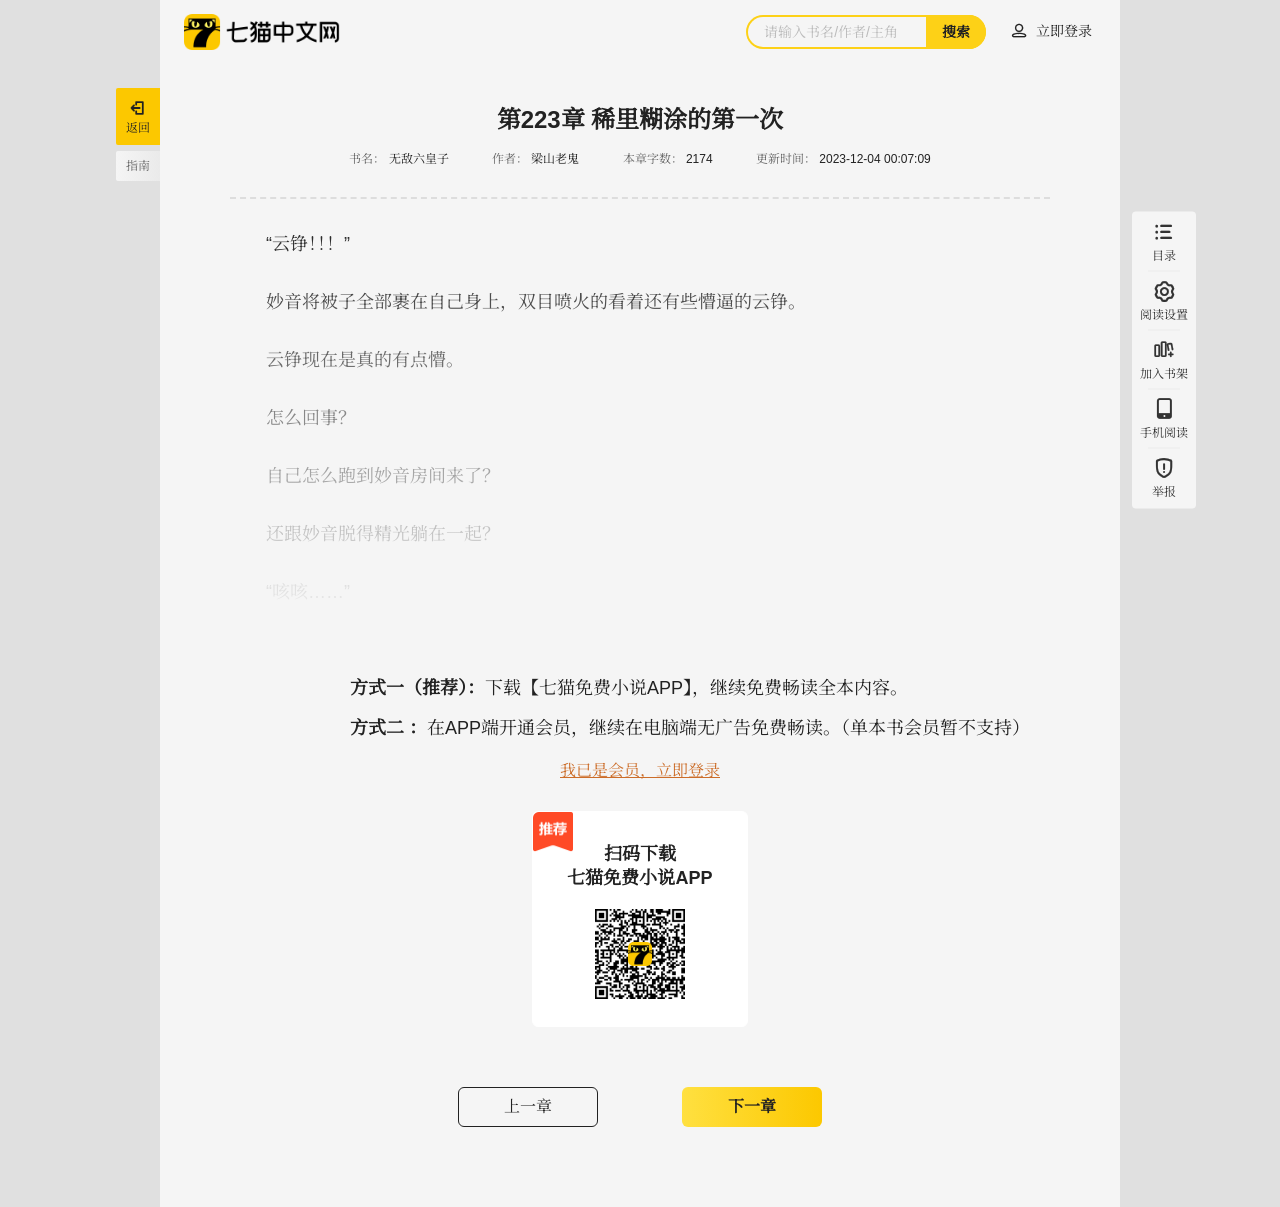 七猫中文网
请输入书名/作者/主角
搜索
立即登录
返回
指南
第223章 稀里糊涂的第一次
书名： 无敌六皇子 作者： 梁山老鬼 本章字数： 2174 更新时间： 2023-12-04 00:07:09
“云铮！！！”
妙音将被子全部裹在自己身上，双目喷火的看着还有些懵逼的云铮。
云铮现在是真的有点懵。
怎么回事？
自己怎么跑到妙音房间来了？
还跟妙音脱得精光躺在一起？
“咳咳……”
目录
阅读设置
加入书架
手机阅读
举报
方式一（推荐）：下载【七猫免费小说APP】，继续免费畅读全本内容。
方式二 ：在APP端开通会员，继续在电脑端无广告免费畅读。（单本书会员暂不支持）
我已是会员，立即登录
推荐
扫码下载
七猫免费小说APP
上一章
下一章